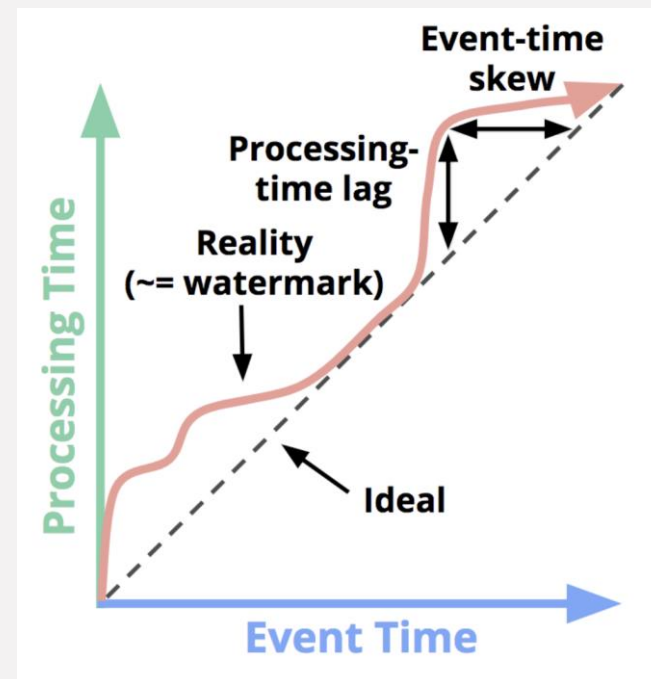 Event-time
skew
Processing-
time lag
Reality
(~= watermark)
Ideal
Processing Time
Event Time